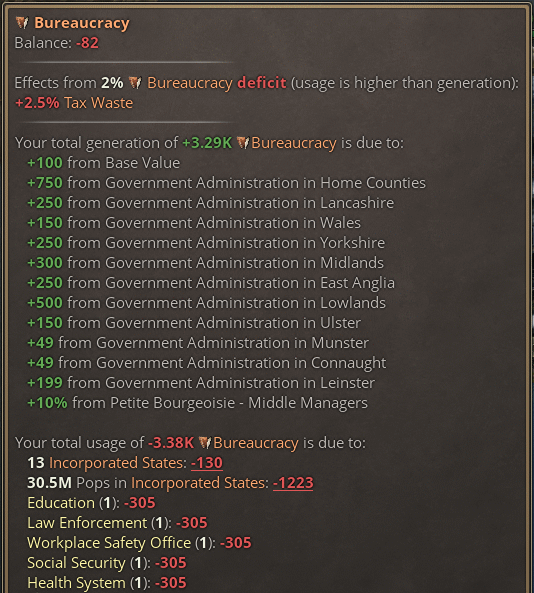 Bureaucracy
Balance: -82
Effects from 2% Bureaucracy deficit (usage is higher than generation):
+2.5% Tax Waste
Your total generation of +3.29K Bureaucracy is due to:
+100 from Base Value
+750 from Government Administration in Home Counties
+250 from Government Administration in Lancashire
+150 from Government Administration in Wales
+250 from Government Administration in Yorkshire
+300 from Government Administration in Midlands
+250 from Government Administration in East Anglia
+500 from Government Administration in Lowlands
+150 from Government Administration in Ulster
+49 from Government Administration in Munster
+49 from Government Administration in Connaught
+199 from Government Administration in Leinster
+10% from Petite Bourgeoisie - Middle Managers
Your total usage of -3.38K Bureaucracy is due to:
13 Incorporated States: -130
30.5M Pops in Incorporated States: -1223
Education (1): -305
Law Enforcement (1): -305
Workplace Safety Office (1): -305
Social Security (1): -305
Health System (1): -305